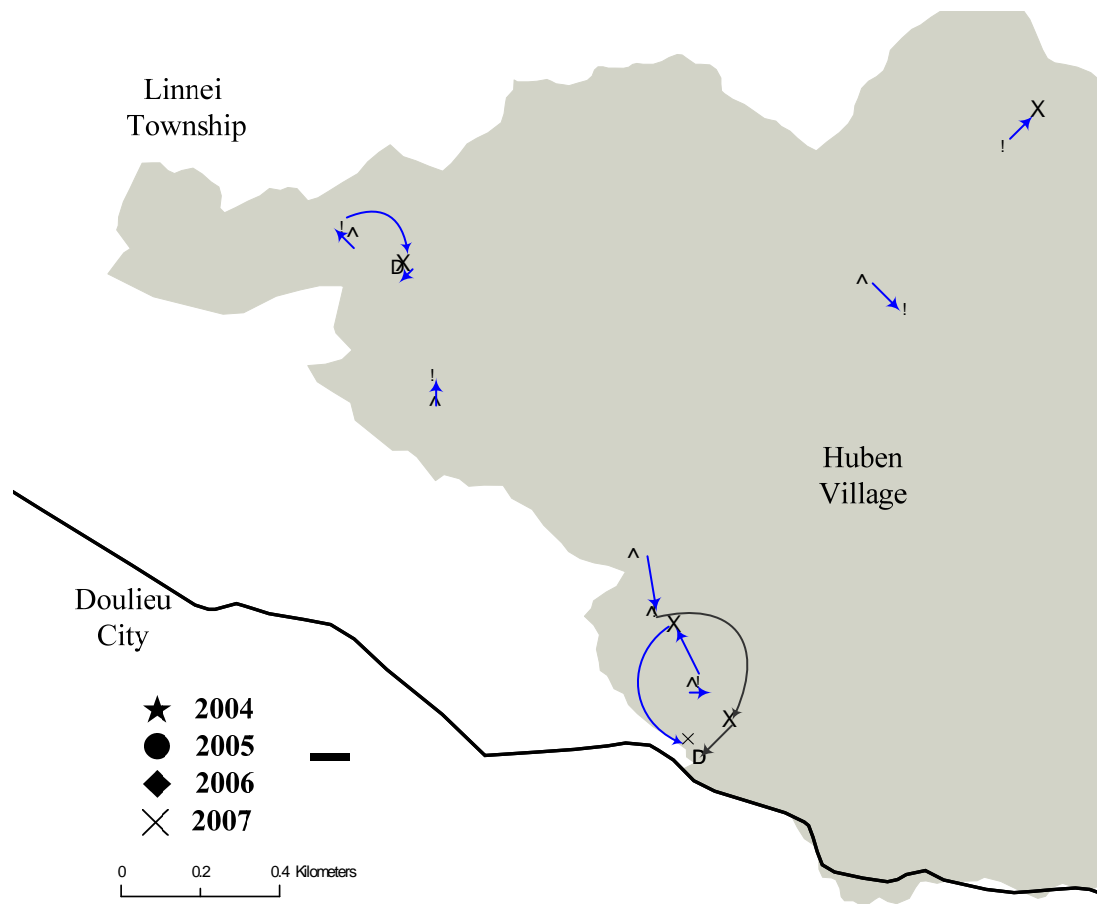 Linnei
Township
X
!
!
^
X
D
^
!
!
^
Huben
Village
^
Doulieu
City
^
X
^!
2004
X
2005
D
2006
2007
0 0.2 0.4 Kilometers